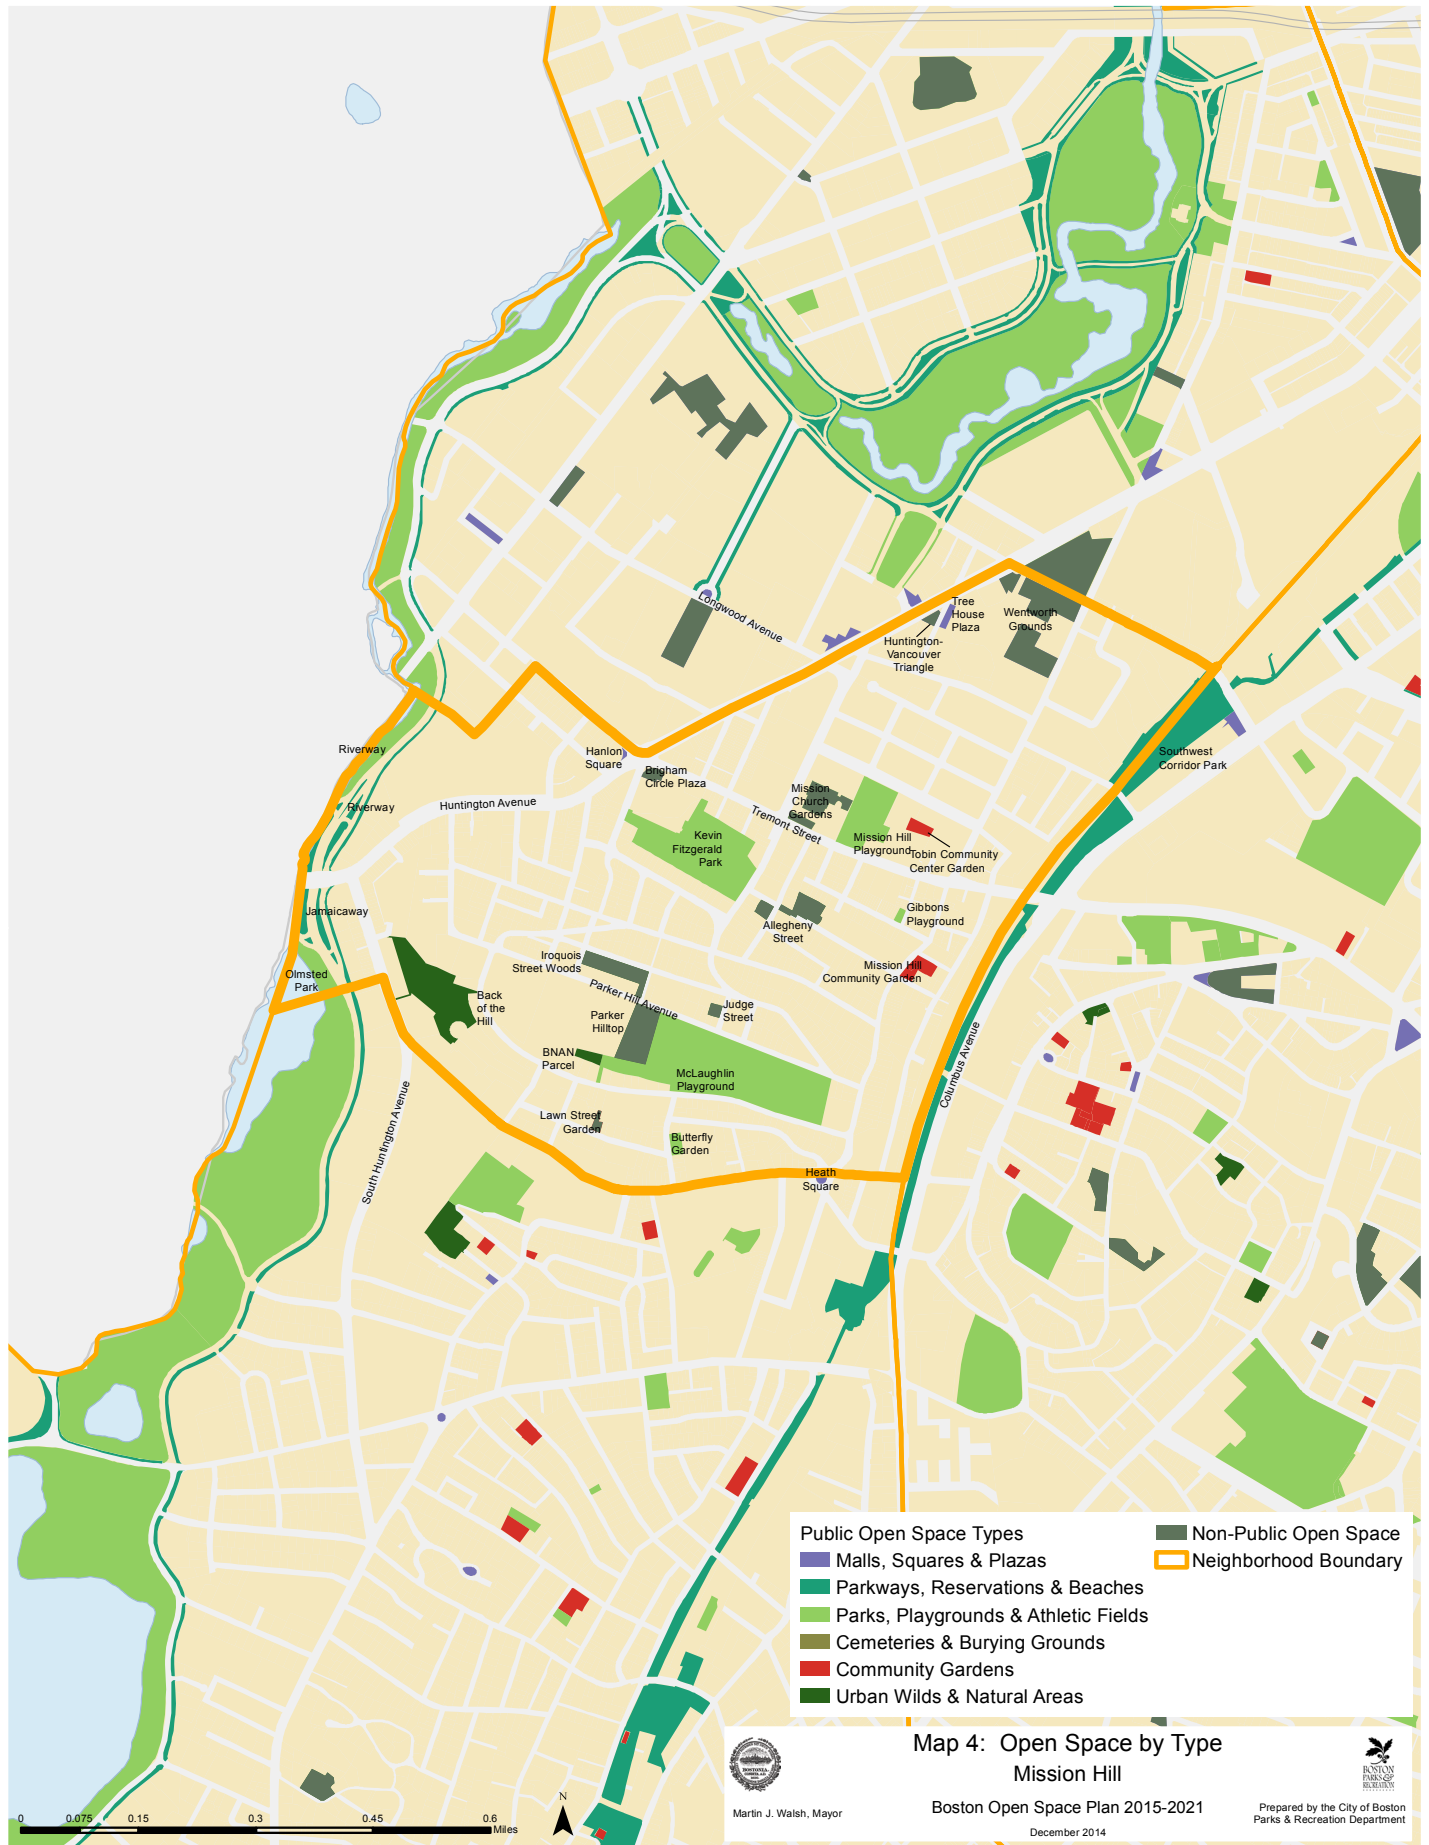 Longwood Avenue
Tree
House
Plaza
Wentworth
Grounds
Huntington-
Vancouver
Triangle
Riverway
Hanlon
Square
Brigham
Circle Plaza
Southwest
Corridor Park
Riverway
Huntington Avenue
Mission
Church
Gardens
Tremont Street
Kevin
Fitzgerald
Park
Mission Hill
Playground
Tobin Community
Center Garden
Jamaicaway
Gibbons
Playground
Allegheny
Street
Iroquois
Street Woods
Mission Hill
Community Garden
Olmsted
Park
Parker Hill Avenue
Back
of the
Hill
Judge
Street
Parker
Hilltop
BNAN
Parcel
McLaughlin
Playground
Columbus Avenue
Lawn Street
Garden
Butterfly
Garden
South Huntington Avenue
Heath
Square
Public Open Space Types
Malls, Squares & Plazas
Parkways, Reservations & Beaches
Parks, Playgrounds & Athletic Fields
Cemeteries & Burying Grounds
Community Gardens
Urban Wilds & Natural Areas
Non-Public Open Space
Neighborhood Boundary
Map 4: Open Space by Type
Mission Hill
Boston Open Space Plan 2015-2021
December 2014
BOSTONIA
Martin J. Walsh, Mayor
BOSTON
PARKS &
RECREATION
Prepared by the City of Boston
Parks & Recreation Department
N
0 0.075 0.15 0.3 0.45 0.6
Miles